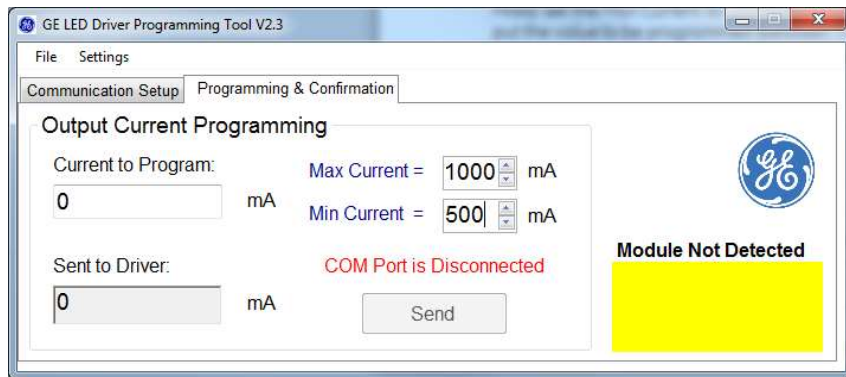 GE LED Driver Programming Tool V2.3
File Settings
Communication Setup Programming & Confirmation
Output Current Programming
Current to Program:
0 mA
Max Current = 1000 mA
Min Current = 500 mA
Sent to Driver:
0 mA
COM Port is Disconnected
Send
GE
Module Not Detected